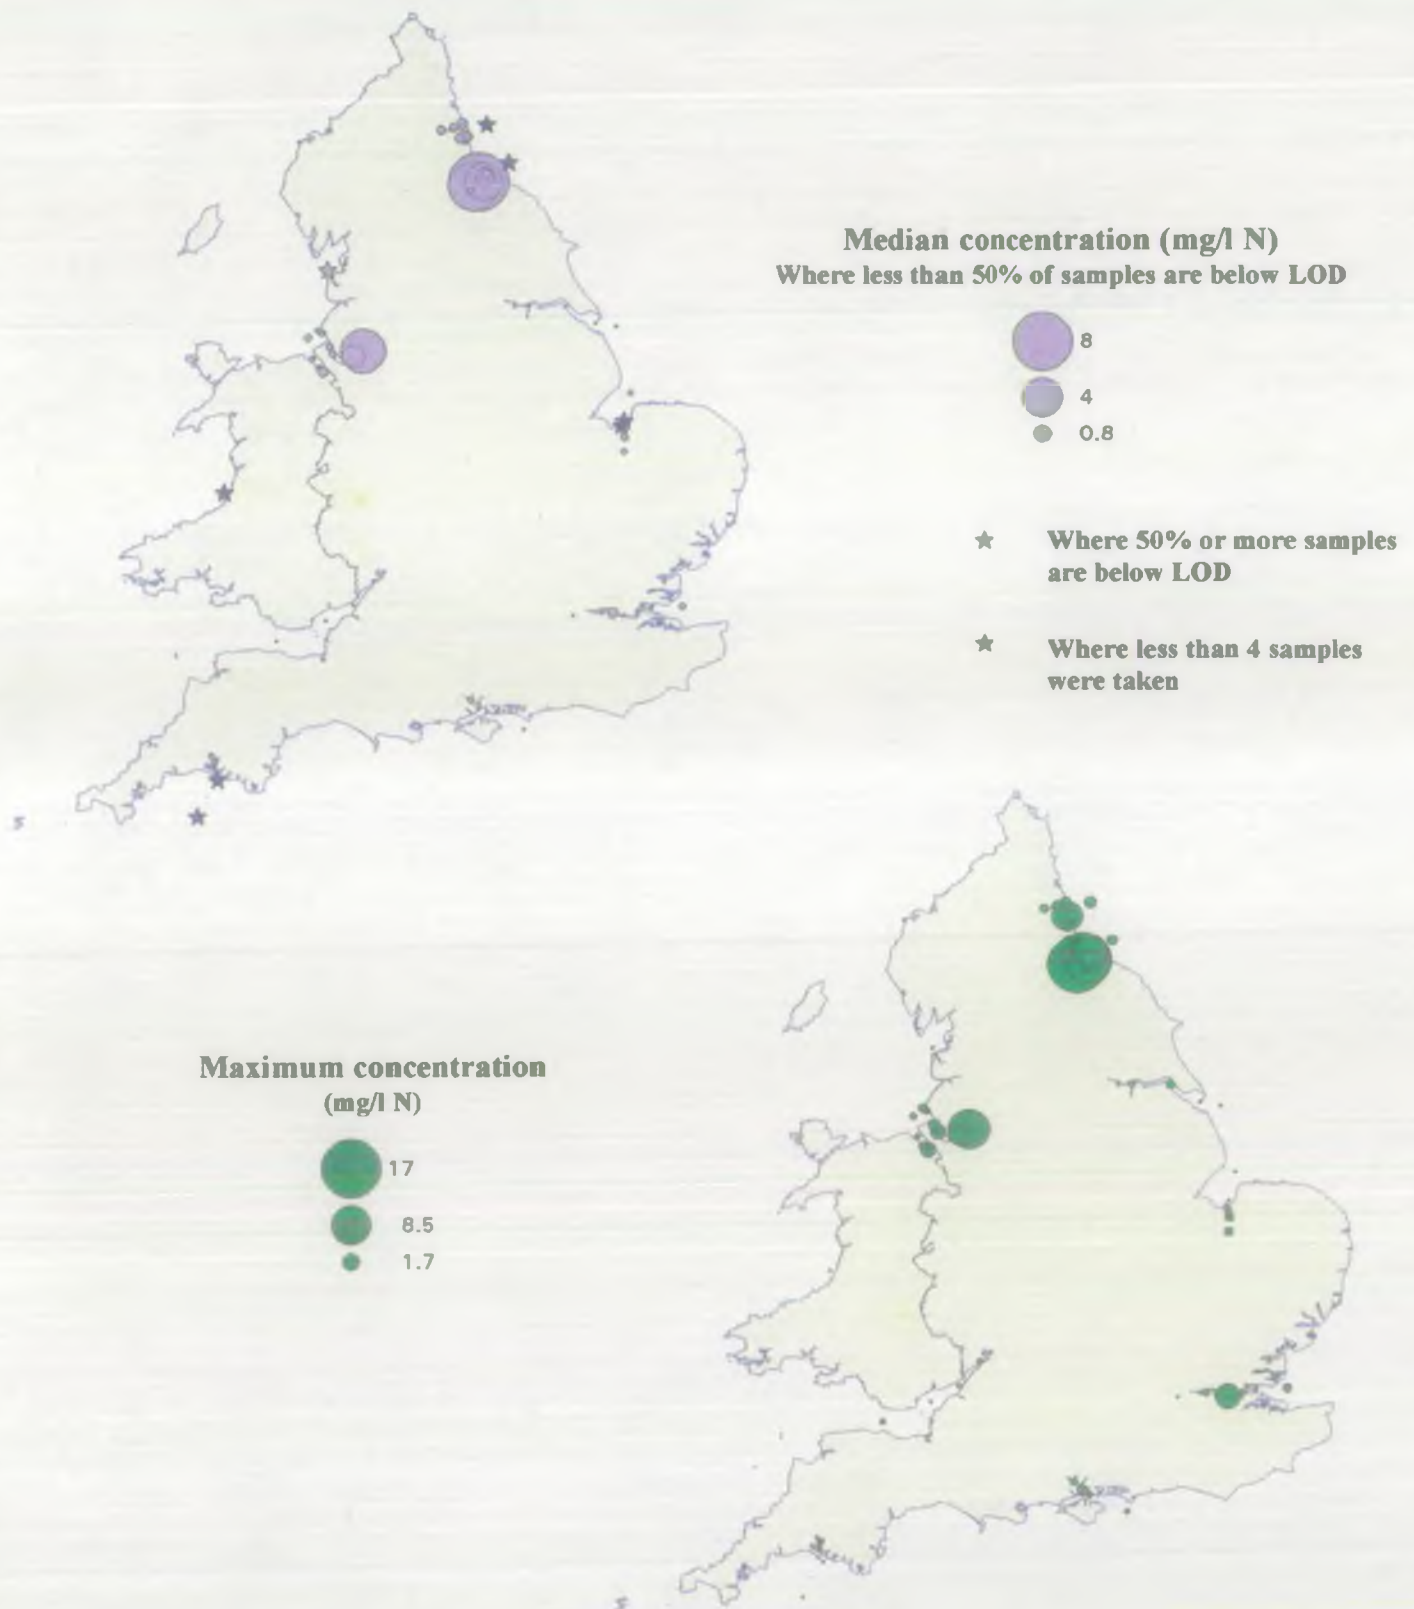 Median concentration (mg/l N)
Where less than 50% of samples are below LOD
8
4
0.8
Where 50% or more samples
are below LOD
Where less than 4 samples
were taken
Maximum concentration
(mg/l N)
17
8.5
1.7